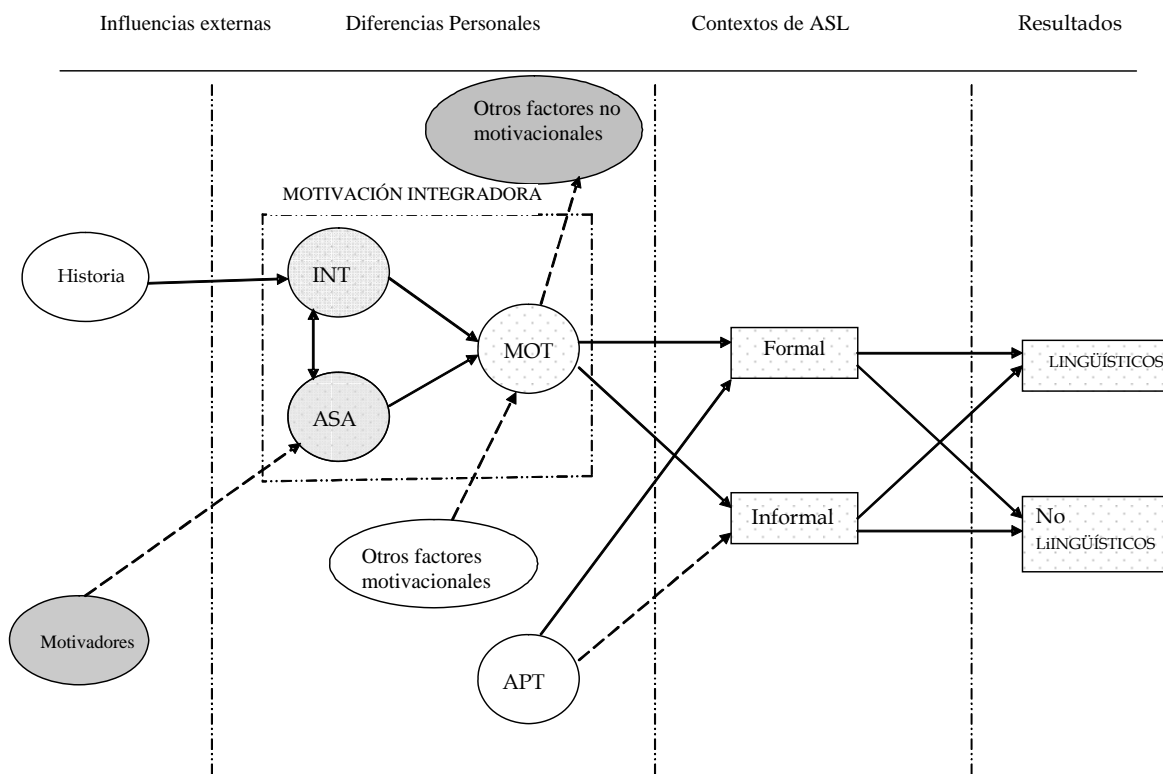 Influencias externas
Diferencias Personales
Contextos de ASL
Resultados
Otros factores no
motivacionales
MOTIVACIÓN INTEGRADORA
Historia
INT
MOT
ASA
Formal
LINGÜÍSTICOS
Informal
No
LiINGÜÍSTICOS
Otros factores
motivacionales
Motivadores
APT